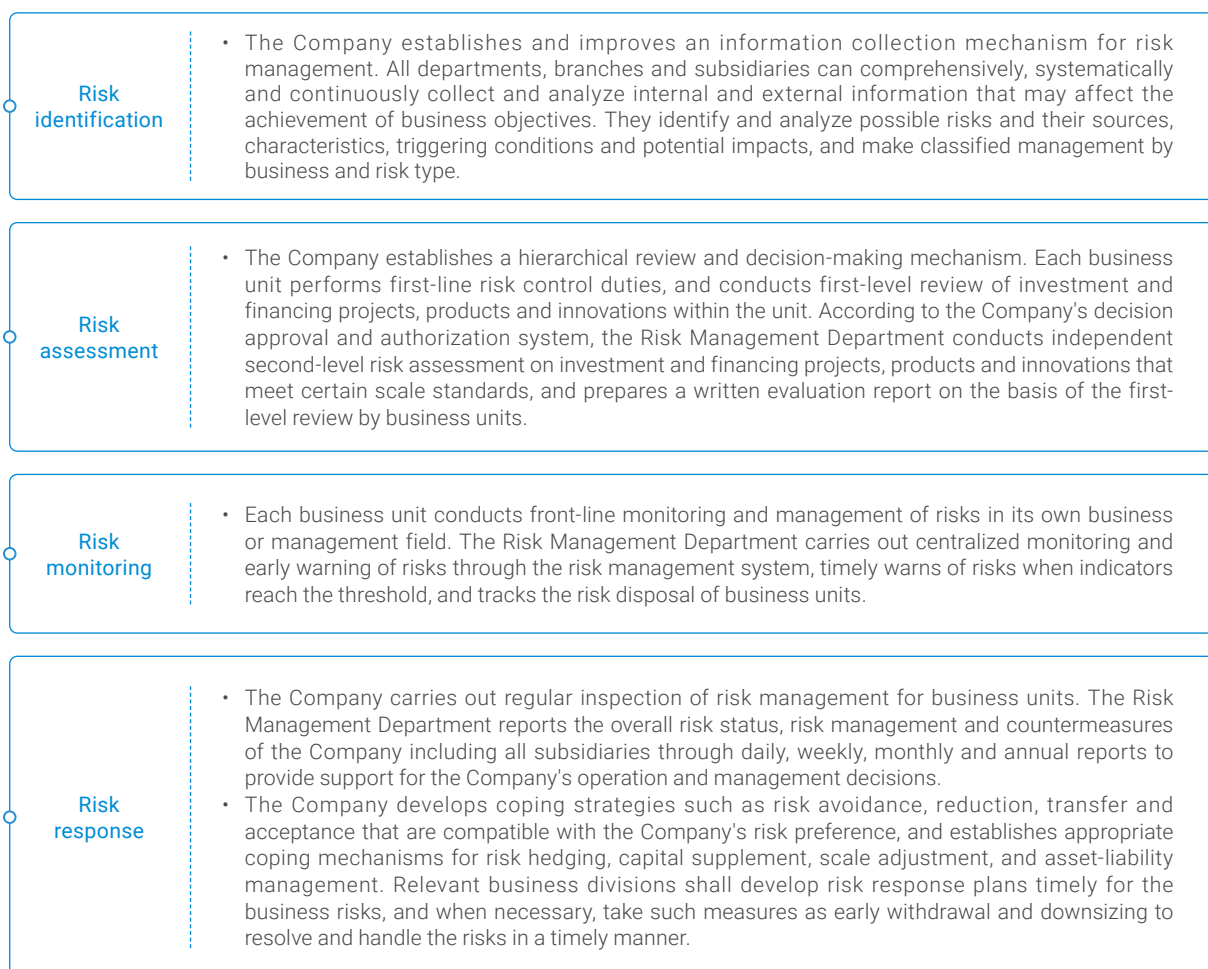 Risk
identification
• The Company establishes and improves an information collection mechanism for risk
management. All departments, branches and subsidiaries can comprehensively, systematically
and continuously collect and analyze internal and external information that may affect the
achievement of business objectives. They identify and analyze possible risks and their sources,
characteristics, triggering conditions and potential impacts, and make classified management by
business and risk type.
Risk
assessment
• The Company establishes a hierarchical review and decision-making mechanism. Each business
unit performs first-line risk control duties, and conducts first-level review of investment and
financing projects, products and innovations within the unit. According to the Company's decision
approval and authorization system, the Risk Management Department conducts independent
second-level risk assessment on investment and financing projects, products and innovations that
meet certain scale standards, and prepares a written evaluation report on the basis of the first-
level review by business units.
Risk
monitoring
• Each business unit conducts front-line monitoring and management of risks in its own business
or management field. The Risk Management Department carries out centralized monitoring and
early warning of risks through the risk management system, timely warns of risks when indicators
reach the threshold, and tracks the risk disposal of business units.
Risk
response
• The Company carries out regular inspection of risk management for business units. The Risk
Management Department reports the overall risk status, risk management and countermeasures
of the Company including all subsidiaries through daily, weekly, monthly and annual reports to
provide support for the Company's operation and management decisions.
• The Company develops coping strategies such as risk avoidance, reduction, transfer and
acceptance that are compatible with the Company's risk preference, and establishes appropriate
coping mechanisms for risk hedging, capital supplement, scale adjustment, and asset-liability
management. Relevant business divisions shall develop risk response plans timely for the
business risks, and when necessary, take such measures as early withdrawal and downsizing to
resolve and handle the risks in a timely manner.